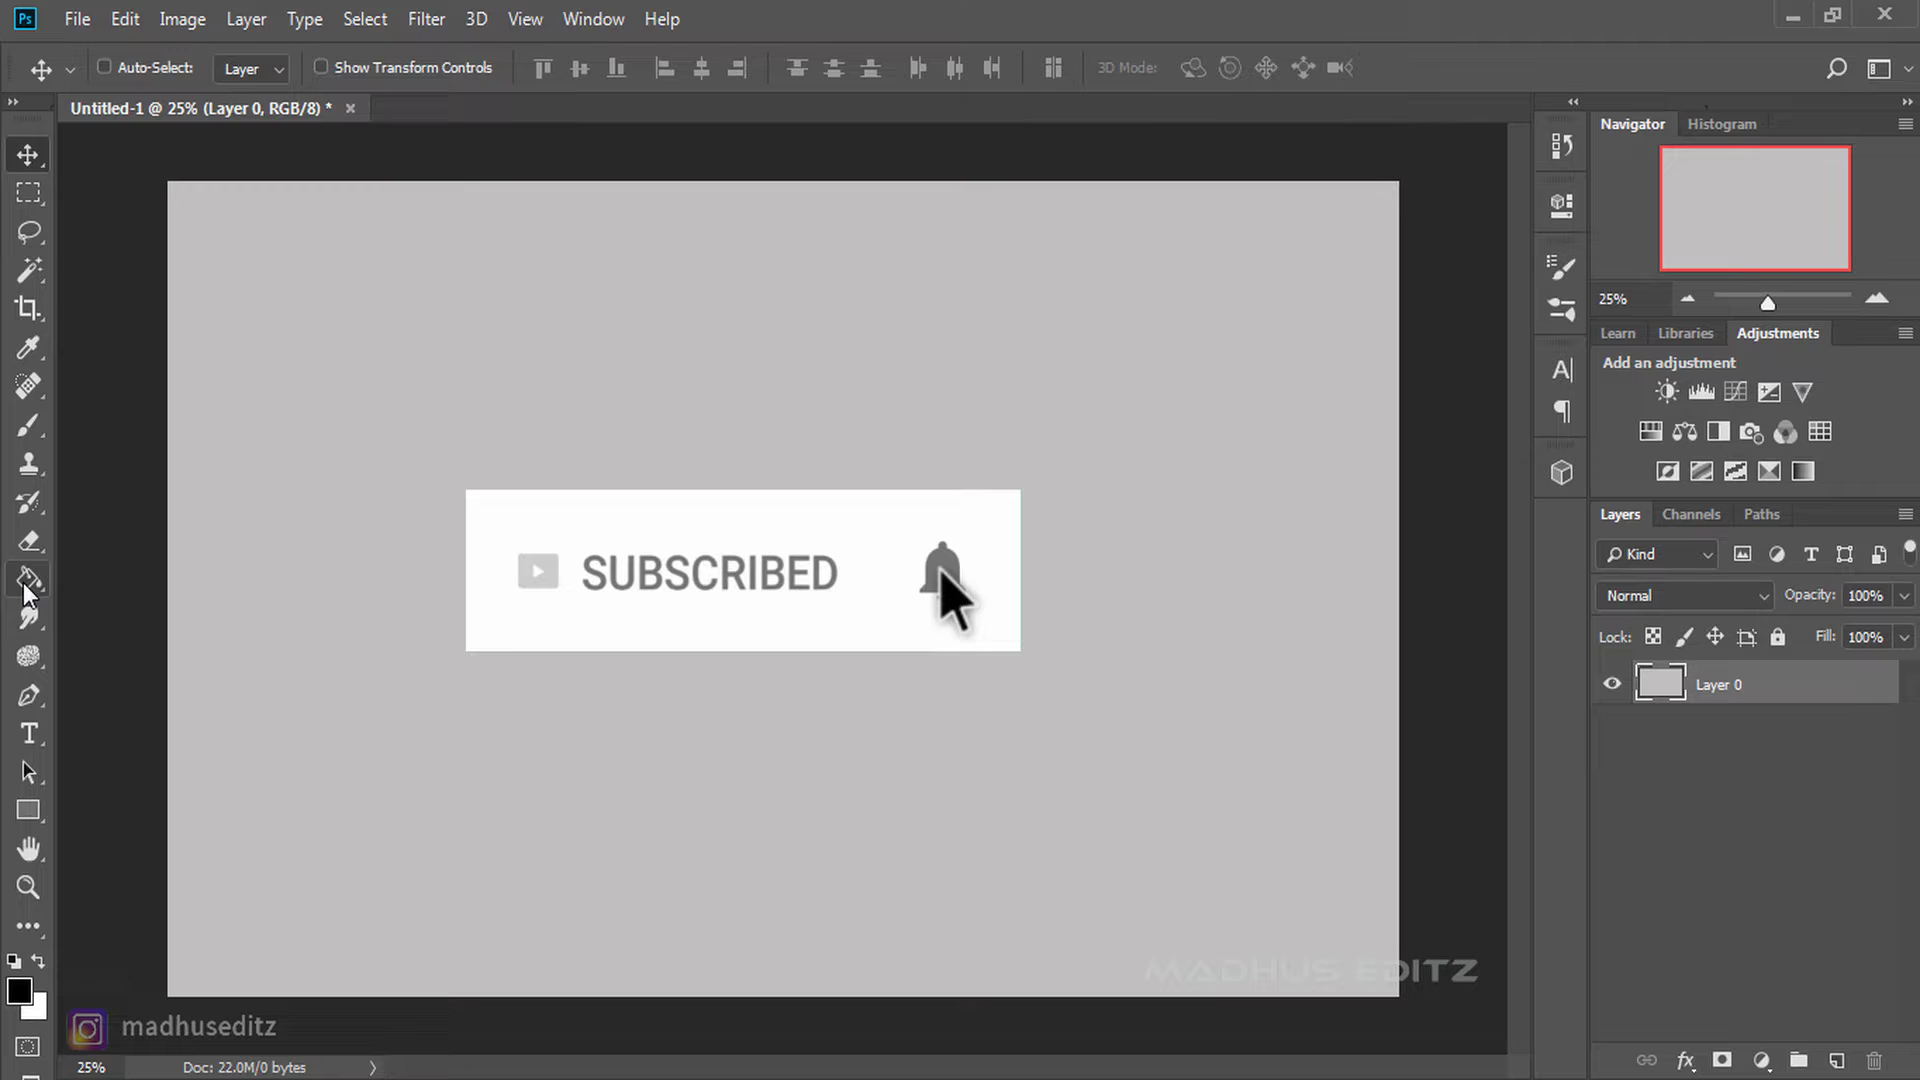 Ps File Edit Image Layer Type Select Filter 3D View Window Help
Auto-Select: Layer Show Transform Controls 3D Mode:
Untitled-1 @ 25% (Layer 0, RGB/8) * ×
Navigator Histogram
25%
Learn Libraries Adjustments
Add an adjustment
Layers Channels Paths
Kind
Normal Opacity: 100%
Lock: Fill: 100%
Layer 0
SUBSCRIBED
MADHUS EDITZ
madhuseditz
25% Doc: 22.0M/0 bytes